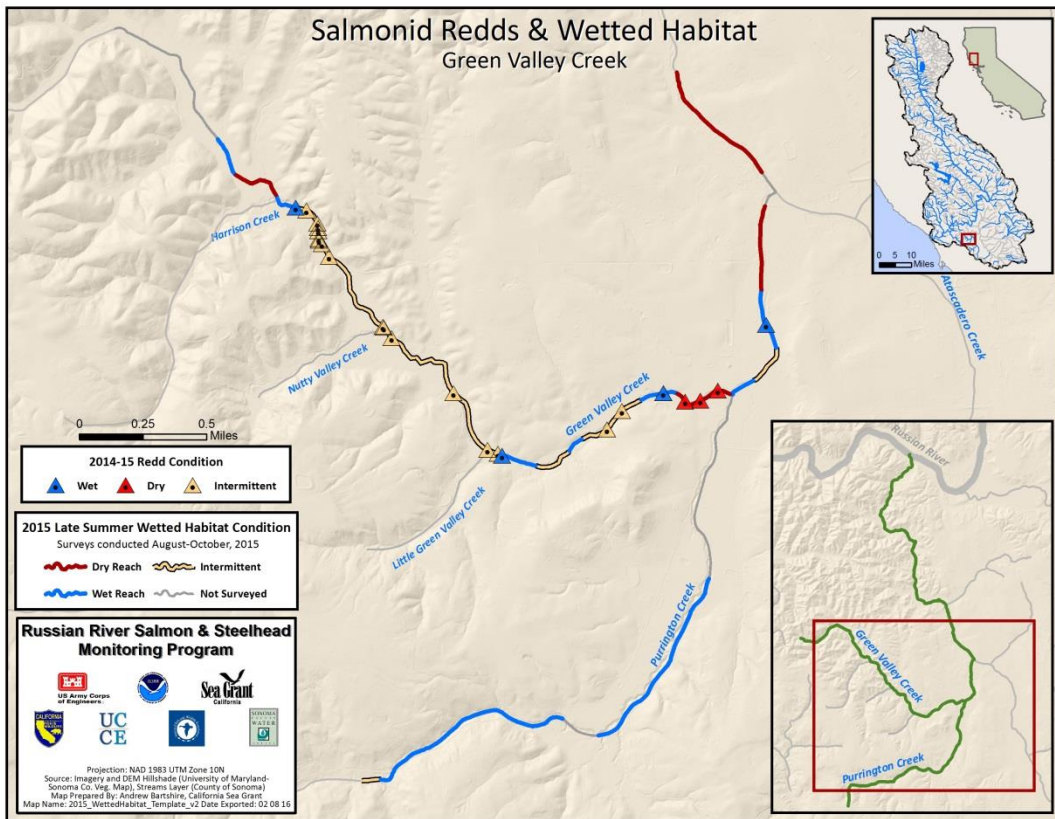 Salmonid Redds & Wetted Habitat
Green Valley Creek
0 5 10
Miles
Harrison Creek
Nutty Valley Creek
Green Valley Creek
Atascadero Creek
Little Green Valley Creek
Purrington Creek
0 0.25 0.5
Miles
2014-15 Redd Condition
Wet Dry Intermittent
2015 Late Summer Wetted Habitat Condition
Surveys conducted August-October, 2015
Dry Reach Intermittent
Wet Reach Not Surveyed
Russian River Salmon & Steelhead
Monitoring Program
US Army Corps
of Engineers
NOAA
Sea Grant
California
CALIFORNIA
UC
CE
SONOMA
COUNTY
WATER
Projection: NAD 1983 UTM Zone 10N
Source: Imagery and DEM Hillshade (University of Maryland-
Sonoma Co. Veg. Map), Streams Layer (County of Sonoma)
Map Prepared By: Andrew Bartshire, California Sea Grant
Map Name: 2015_WettedHabitat_Template_v2 Date Exported: 02 08 16
Russian River
Green Valley Creek
Purrington Creek